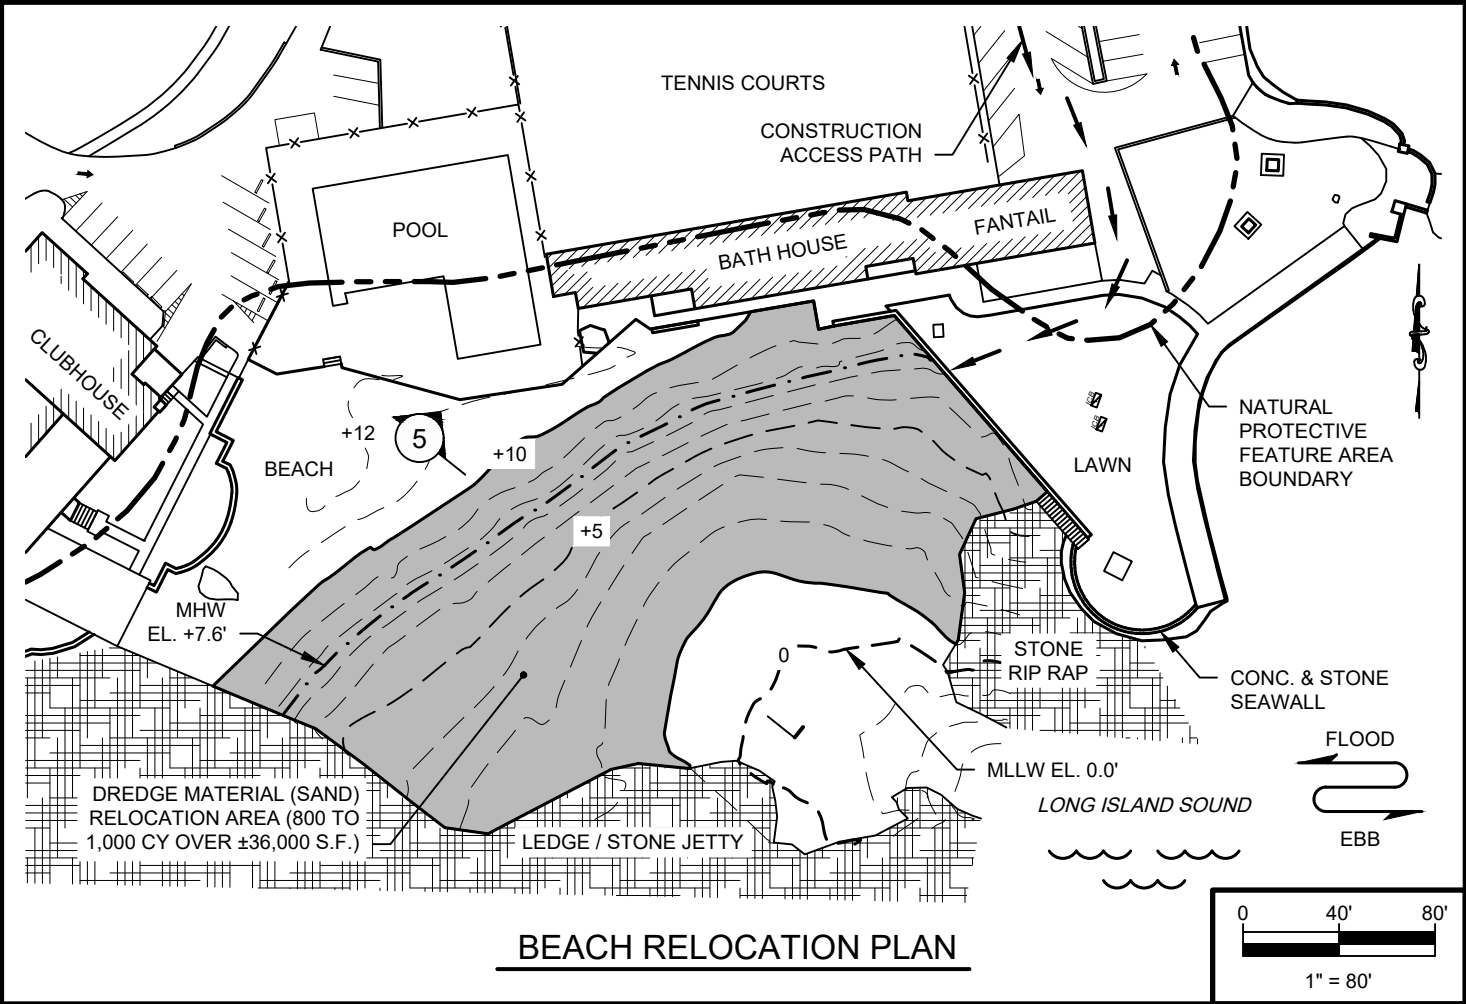 TENNIS COURTS
CONSTRUCTION
ACCESS PATH
POOL
BATH HOUSE
FANTAIL
CLUBHOUSE
+12
5
+10
BEACH
LAWN
NATURAL
PROTECTIVE
FEATURE AREA
BOUNDARY
+5
MHW
EL. +7.6'
0
STONE
RIP RAP
CONC. & STONE
SEAWALL
MLLW EL. 0.0'
FLOOD
LONG ISLAND SOUND
EBB
DREDGE MATERIAL (SAND)
RELOCATION AREA (800 TO
1,000 CY OVER ±36,000 S.F.)
LEDGE / STONE JETTY
BEACH RELOCATION PLAN
0 40' 80'
1" = 80'